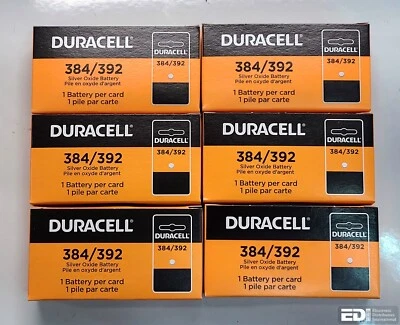 DURACELL
384/392
Silver Oxide Battery
Pile en oxyde d'argent
1 Battery per card
1 pile par carte
384/392
DURACELL
384/392
Silver Oxide Battery
Pile en oxyde d'argent
1 Battery per card
1 pile par carte
384/392
DURACELL
384/392
Silver Oxide Battery
Pile en oxyde d'argent
1 Battery per card
1 pile par carte
384/392
DURACELL
384/392
Silver Oxide Battery
Pile en oxyde d'argent
1 Battery per card
1 pile par carte
384/392
DURACELL
384/392
Silver Oxide Battery
Pile en oxyde d'argent
1 Battery per card
1 pile par carte
384/392
DURACELL
384/392
Silver Oxide Battery
Pile en oxyde d'argent
1 Battery per card
1 pile par carte
384/392
EDi